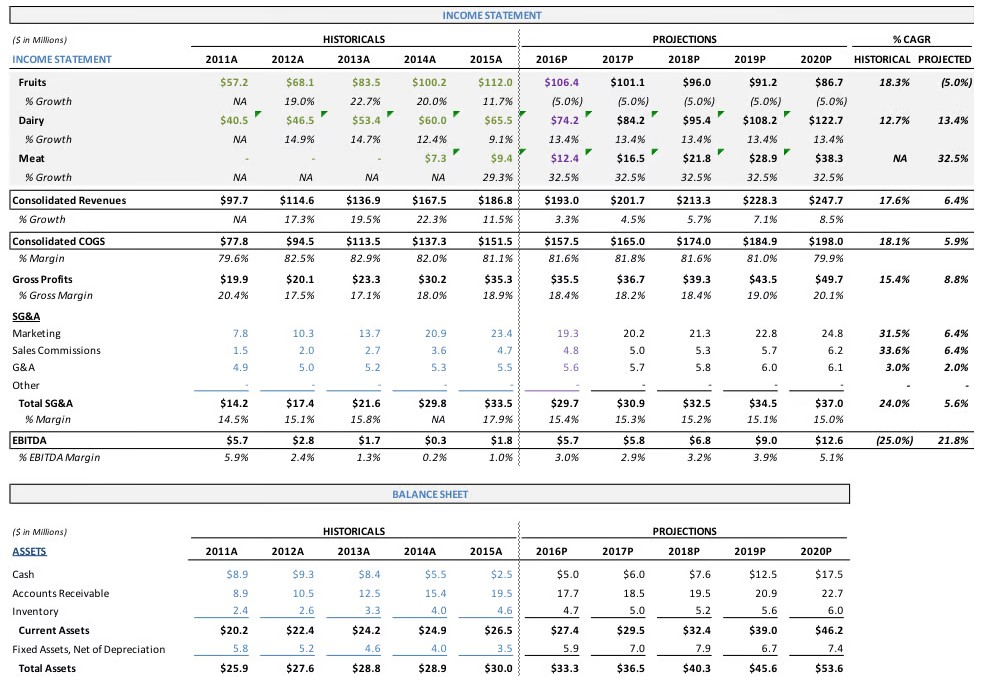 INCOME STATEMENT
($ in Millions) HISTORICALS PROJECTIONS % CAGR
INCOME STATEMENT 2011A 2012A 2013A 2014A 2015A 2016P 2017P 2018P 2019P 2020P HISTORICAL PROJECTED
Fruits $57.2 $68.1 $83.5 $100.2 $112.0 $106.4 $101.1 $96.0 $91.2 $86.7 18.3% (5.0%)
% Growth NA 19.0% 22.7% 20.0% 11.7% (5.0%) (5.0%) (5.0%) (5.0%) (5.0%)
Dairy $40.5 $46.5 $53.4 $60.0 $65.5 $74.2 $84.2 $95.4 $108.2 $122.7 12.7% 13.4%
% Growth NA 14.9% 14.7% 12.4% 9.1% 13.4% 13.4% 13.4% 13.4% 13.4%
Meat - - - $7.3 $9.4 $12.4 $16.5 $21.8 $28.9 $38.3 NA 32.5%
% Growth NA NA NA NA 29.3% 32.5% 32.5% 32.5% 32.5% 32.5%
Consolidated Revenues $97.7 $114.6 $136.9 $167.5 $186.8 $193.0 $201.7 $213.3 $228.3 $247.7 17.6% 6.4%
% Growth NA 17.3% 19.5% 22.3% 11.5% 3.3% 4.5% 5.7% 7.1% 8.5%
Consolidated COGS $77.8 $94.5 $113.5 $137.3 $151.5 $157.5 $165.0 $174.0 $184.9 $198.0 18.1% 5.9%
% Margin 79.6% 82.5% 82.9% 82.0% 81.1% 81.6% 81.8% 81.6% 81.0% 79.9%
Gross Profits $19.9 $20.1 $23.3 $30.2 $35.3 $35.5 $36.7 $39.3 $43.5 $49.7 15.4% 8.8%
% Gross Margin 20.4% 17.5% 17.1% 18.0% 18.9% 18.4% 18.2% 18.4% 19.0% 20.1%
SG&A
Marketing 7.8 10.3 13.7 20.9 23.4 19.3 20.2 21.3 22.8 24.8 31.5% 6.4%
Sales Commissions 1.5 2.0 2.7 3.6 4.7 4.8 5.0 5.3 5.7 6.2 33.6% 6.4%
G&A 4.9 5.0 5.2 5.3 5.5 5.6 5.7 5.8 6.0 6.1 3.0% 2.0%
Other - - - - - - - - - - - -
Total SG&A $14.2 $17.4 $21.6 $29.8 $33.5 $29.7 $30.9 $32.5 $34.5 $37.0 24.0% 5.6%
% Margin 14.5% 15.1% 15.8% NA 17.9% 15.4% 15.3% 15.2% 15.1% 15.0%
EBITDA $5.7 $2.8 $1.7 $0.3 $1.8 $5.7 $5.8 $6.8 $9.0 $12.6 (25.0%) 21.8%
% EBITDA Margin 5.9% 2.4% 1.3% 0.2% 1.0% 3.0% 2.9% 3.2% 3.9% 5.1%
BALANCE SHEET
($ in Millions) HISTORICALS PROJECTIONS
ASSETS 2011A 2012A 2013A 2014A 2015A 2016P 2017P 2018P 2019P 2020P
Cash $8.9 $9.3 $8.4 $5.5 $2.5 $5.0 $6.0 $7.6 $12.5 $17.5
Accounts Receivable 8.9 10.5 12.5 15.4 19.5 17.7 18.5 19.5 20.9 22.7
Inventory 2.4 2.6 3.3 4.0 4.6 4.7 5.0 5.2 5.6 6.0
Current Assets $20.2 $22.4 $24.2 $24.9 $26.5 $27.4 $29.5 $32.4 $39.0 $46.2
Fixed Assets, Net of Depreciation 5.8 5.2 4.6 4.0 3.5 5.9 7.0 7.9 6.7 7.4
Total Assets $25.9 $27.6 $28.8 $28.9 $30.0 $33.3 $36.5 $40.3 $45.6 $53.6